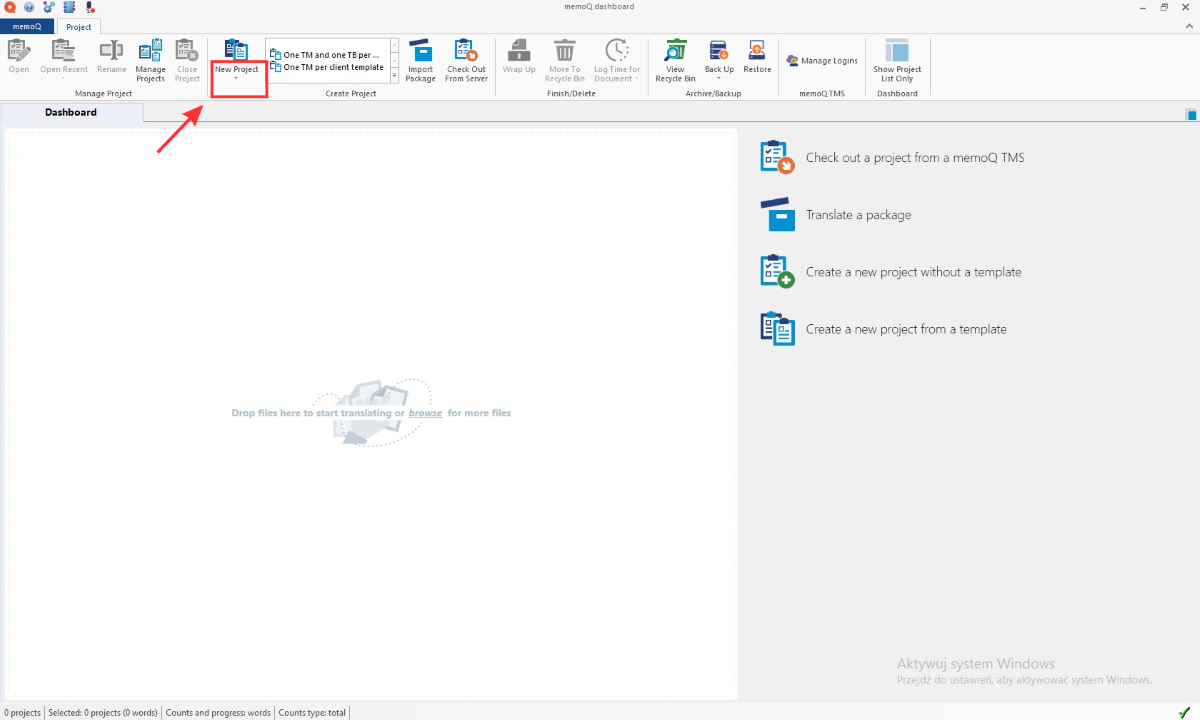 memoQ dashboard
memoQ
Project
Open
Open Recent
Rename
Manage
Projects
Close
Project
Manage Project
New Project
One TM and one TB per ...
One TM per client template
Import
Package
Check Out
From Server
Create Project
Wrap Up
Move To
Recycle Bin
Log Time for
Document
Finish/Delete
View
Recycle Bin
Back Up
Restore
Archive/Backup
Manage Logins
memoQ TMS
Show Project
List Only
Dashboard
Dashboard
Drop files here to start translating or browse for more files
Check out a project from a memoQ TMS
Translate a package
Create a new project without a template
Create a new project from a template
Aktywuj system Windows
Przejdź do ustawień, aby aktywować system Windows.
0 projects
Selected: 0 projects (0 words)
Counts and progress: words
Counts type: total